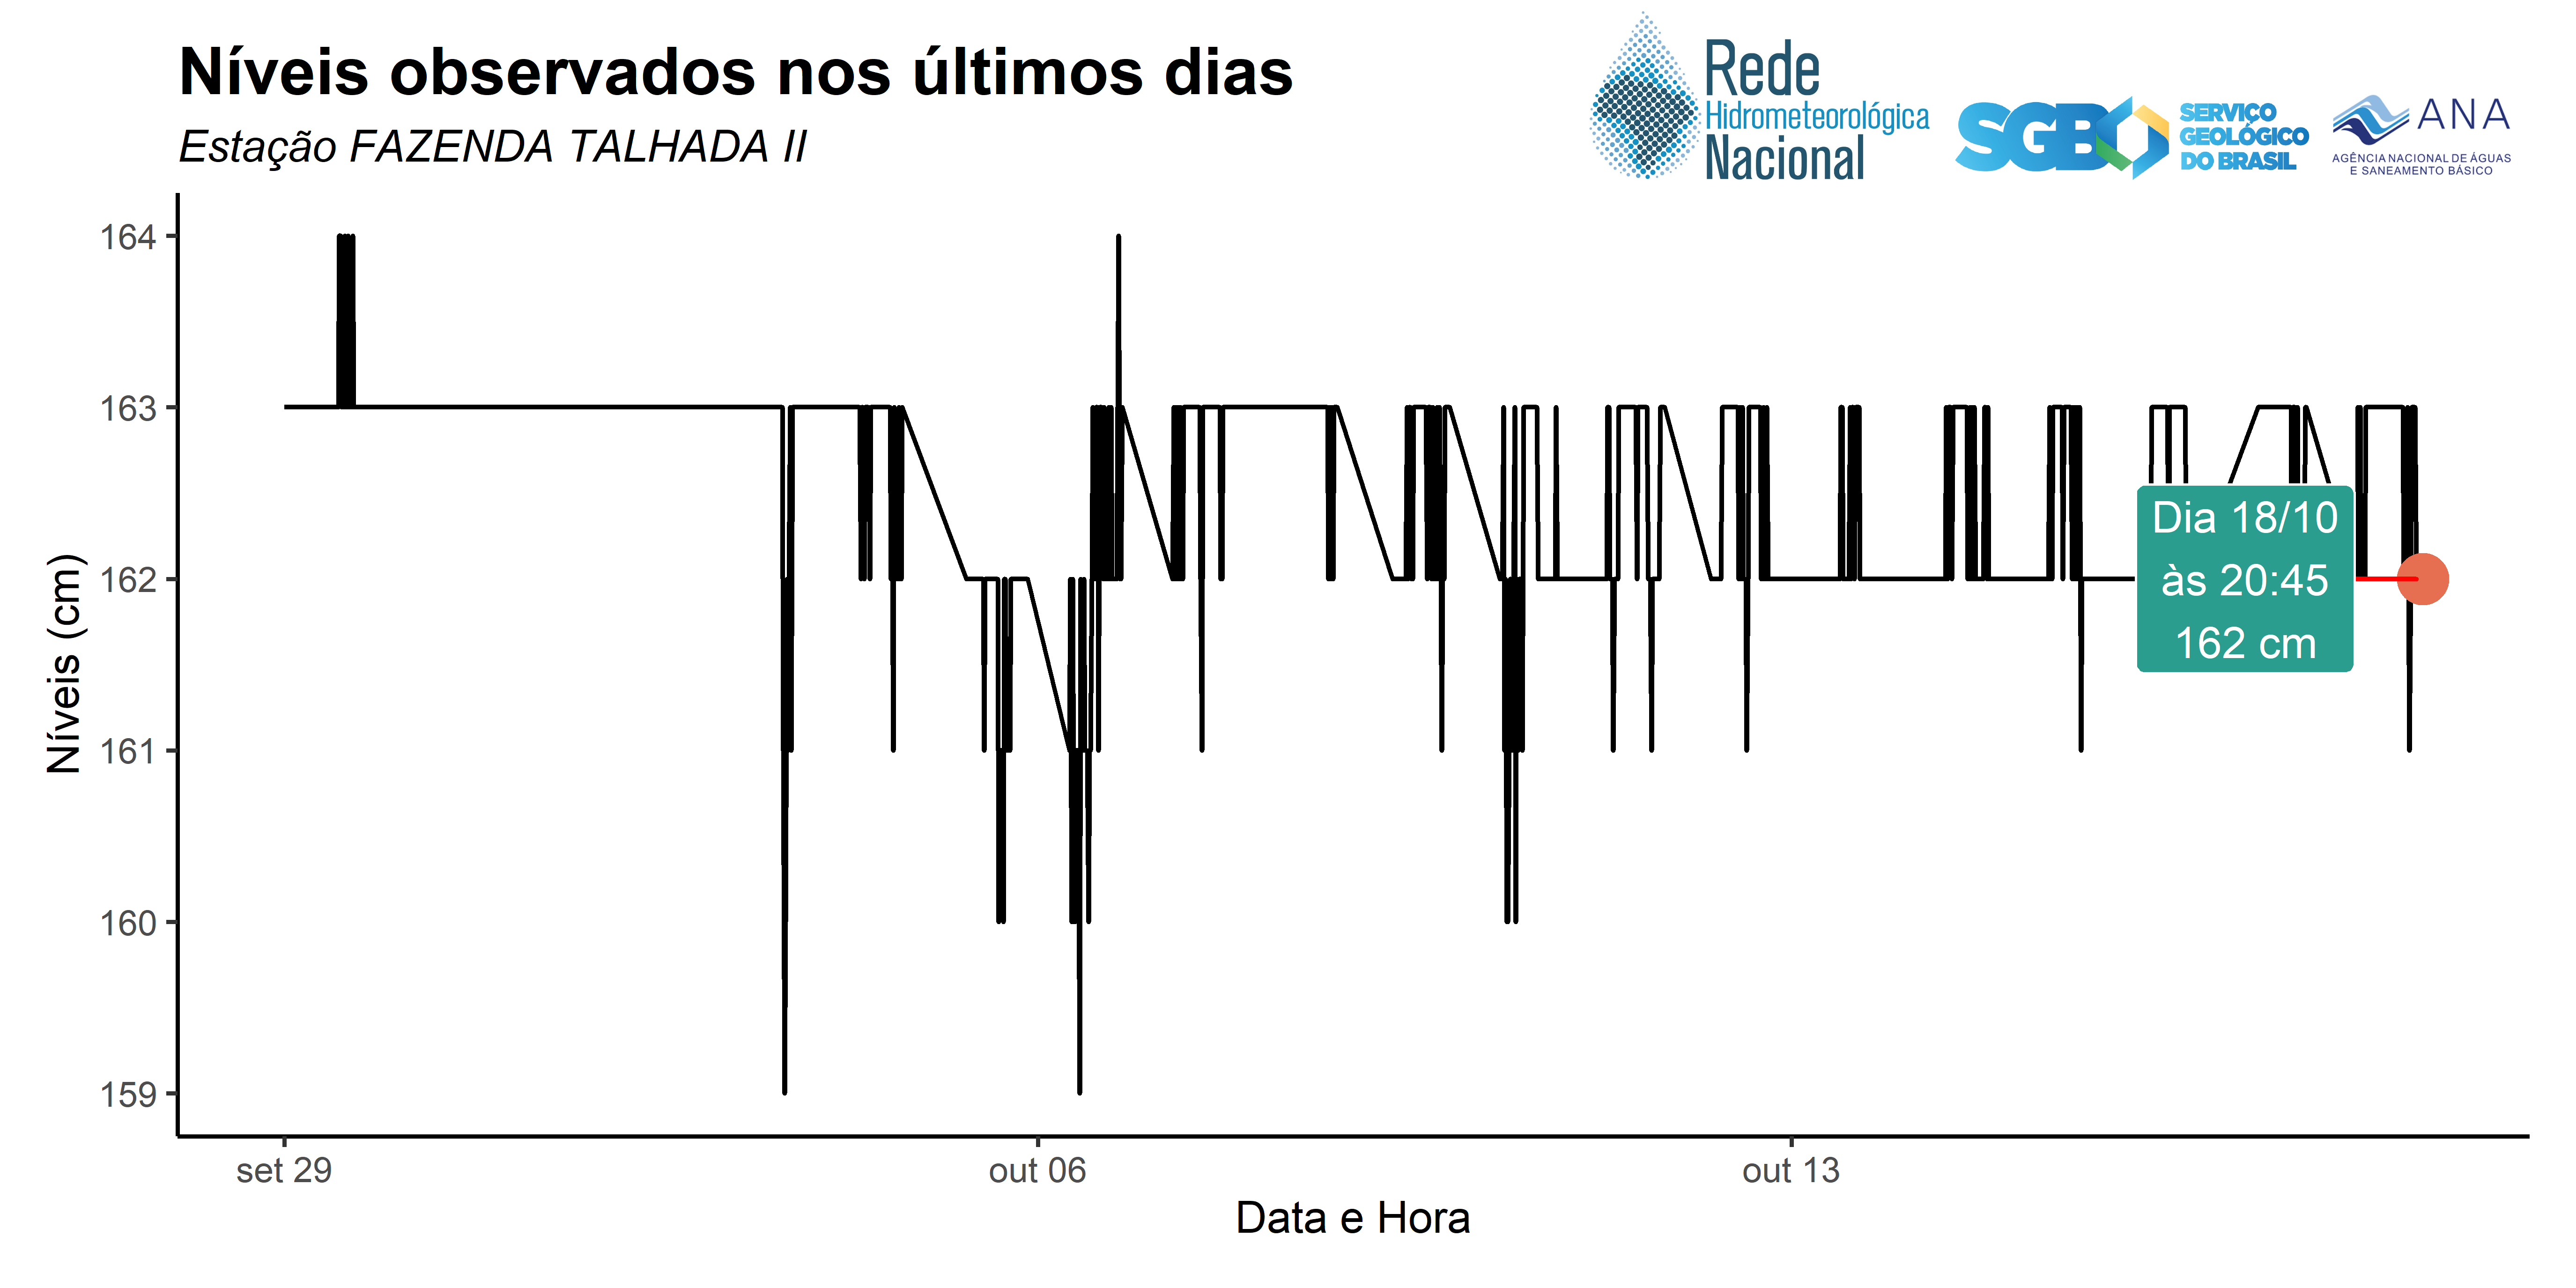 Níveis observados nos últimos dias
Estação FAZENDA TALHADA II
Rede
Hidrometeorológica
Nacional
SGB
SERVIÇO
GEOLÓGICO
DO BRASIL
ANA
AGÊNCIA NACIONAL DE ÁGUAS
E SANEAMENTO BÁSICO
Níveis (cm)
164
163
162
161
160
159
Dia 18/10
às 20:45
162 cm
set 29
out 06
out 13
Data e Hora